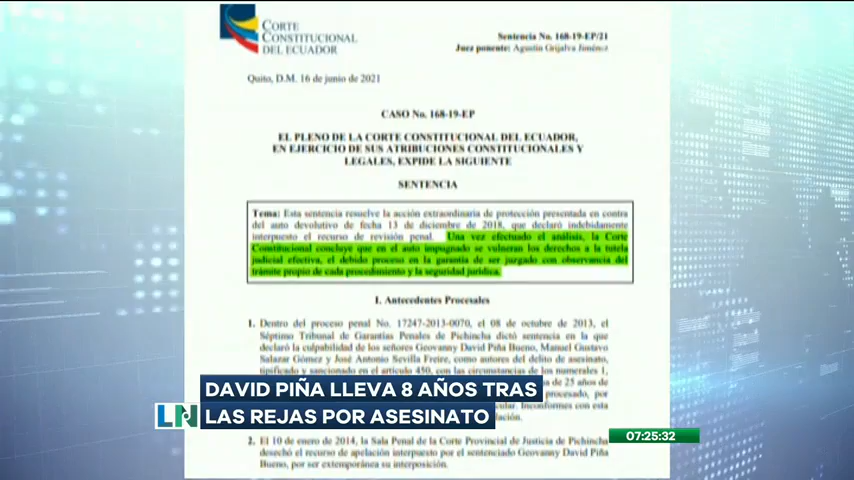 CORTE
CONSTITUCIONAL
DEL ECUADOR
Sentencia No. 168-19-EP/21
Juez ponente: Agustín Grijalva Jiménez
Quito, D.M. 16 de junio de 2021
CASO No. 168-19-EP
EL PLENO DE LA CORTE CONSTITUCIONAL DEL ECUADOR,
EN EJERCICIO DE SUS ATRIBUCIONES CONSTITUCIONALES Y
LEGALES, EXPIDE LA SIGUIENTE
SENTENCIA
Tema: Esta sentencia resuelve la acción extraordinaria de protección presentada en contra
del auto devolutivo de fecha 13 de diciembre de 2018, que declaró indebidamente
interpuesto el recurso de revisión penal. Una vez efectuado el análisis, la Corte
Constitucional concluye que en el auto impugnado se vulneran los derechos a la tutela
judicial efectiva, el debido proceso en la garantía de ser juzgado con observancia del
trámite propio de cada procedimiento y la seguridad jurídica.
I. Antecedentes Procesales
1. Dentro del proceso penal No. 17247-2013-0070, el 08 de octubre de 2013, el
Séptimo Tribunal de Garantías Penales de Pichincha dictó sentencia en la que
declaró la culpabilidad de los señores Geovanny David Piña Bueno, Manuel Gustavo
Salazar Gómez y José Antonio Sevilla Freire, como autores del delito de asesinato,
tipificado y sancionado en el artículo 450, con las circunstancias de los numerales 1,
a de 25 años de
procesado, por
cular. Inconformes con esta
elación.
DAVID PIÑA LLEVA 8 AÑOS TRAS
LN LAS REJAS POR ASESINATO
07:25:32
2. El 10 de enero de 2014, la Sala Penal de la Corte Provincial de Justicia de Pichincha
desechó el recurso de apelación interpuesto por el sentenciado Geovanny David Piña
Bueno, por ser extemporánea su interposición.